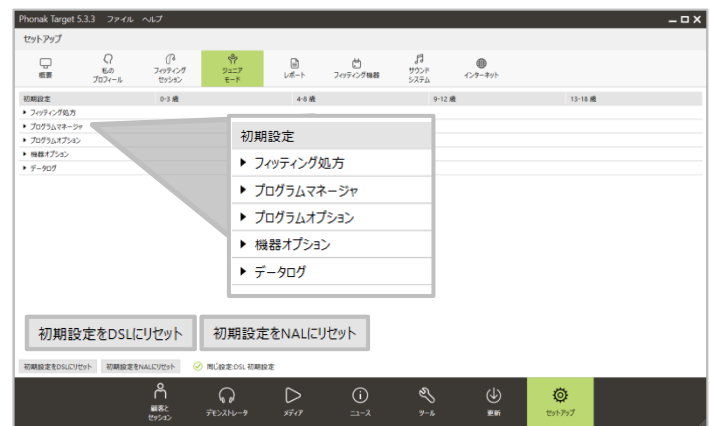 Phonak Target 5.3.3 ファイル ヘルプ
セットアップ
概要
私の
プロフィール
フィッティング
セッション
ジュニア
モード
レポート
フィッティング機器
サウンド
システム
インターネット
初期設定 0-3 歳 4-8 歳 9-12 歳 13-18 歳
フィッティング処方
プログラムマネージャ
プログラムオプション
機器オプション
データログ
初期設定
フィッティング処方
プログラムマネージャ
プログラムオプション
機器オプション
データログ
初期設定をDSLにリセット 初期設定をNALにリセット
初期設定をDSLにリセット 初期設定をNALにリセット 同じ設定:DSL 初期設定
顧客と
セッション
デモンストレータ
メディア
ニュース
ツール
更新
セットアップ